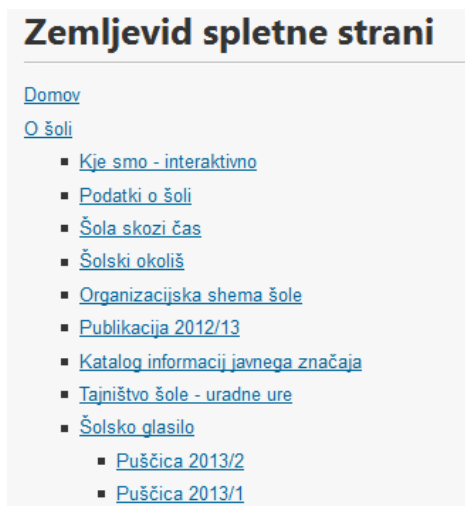 Zemljevid spletne strani
Domov
O šoli
Kje smo - interaktivno
Podatki o šoli
Šola skozi čas
Šolski okoliš
Organizacijska shema šole
Publikacija 2012/13
Katalog informacij javnega značaja
Tajništvo šole - uradne ure
Šolsko glasilo
Puščica 2013/2
Puščica 2013/1